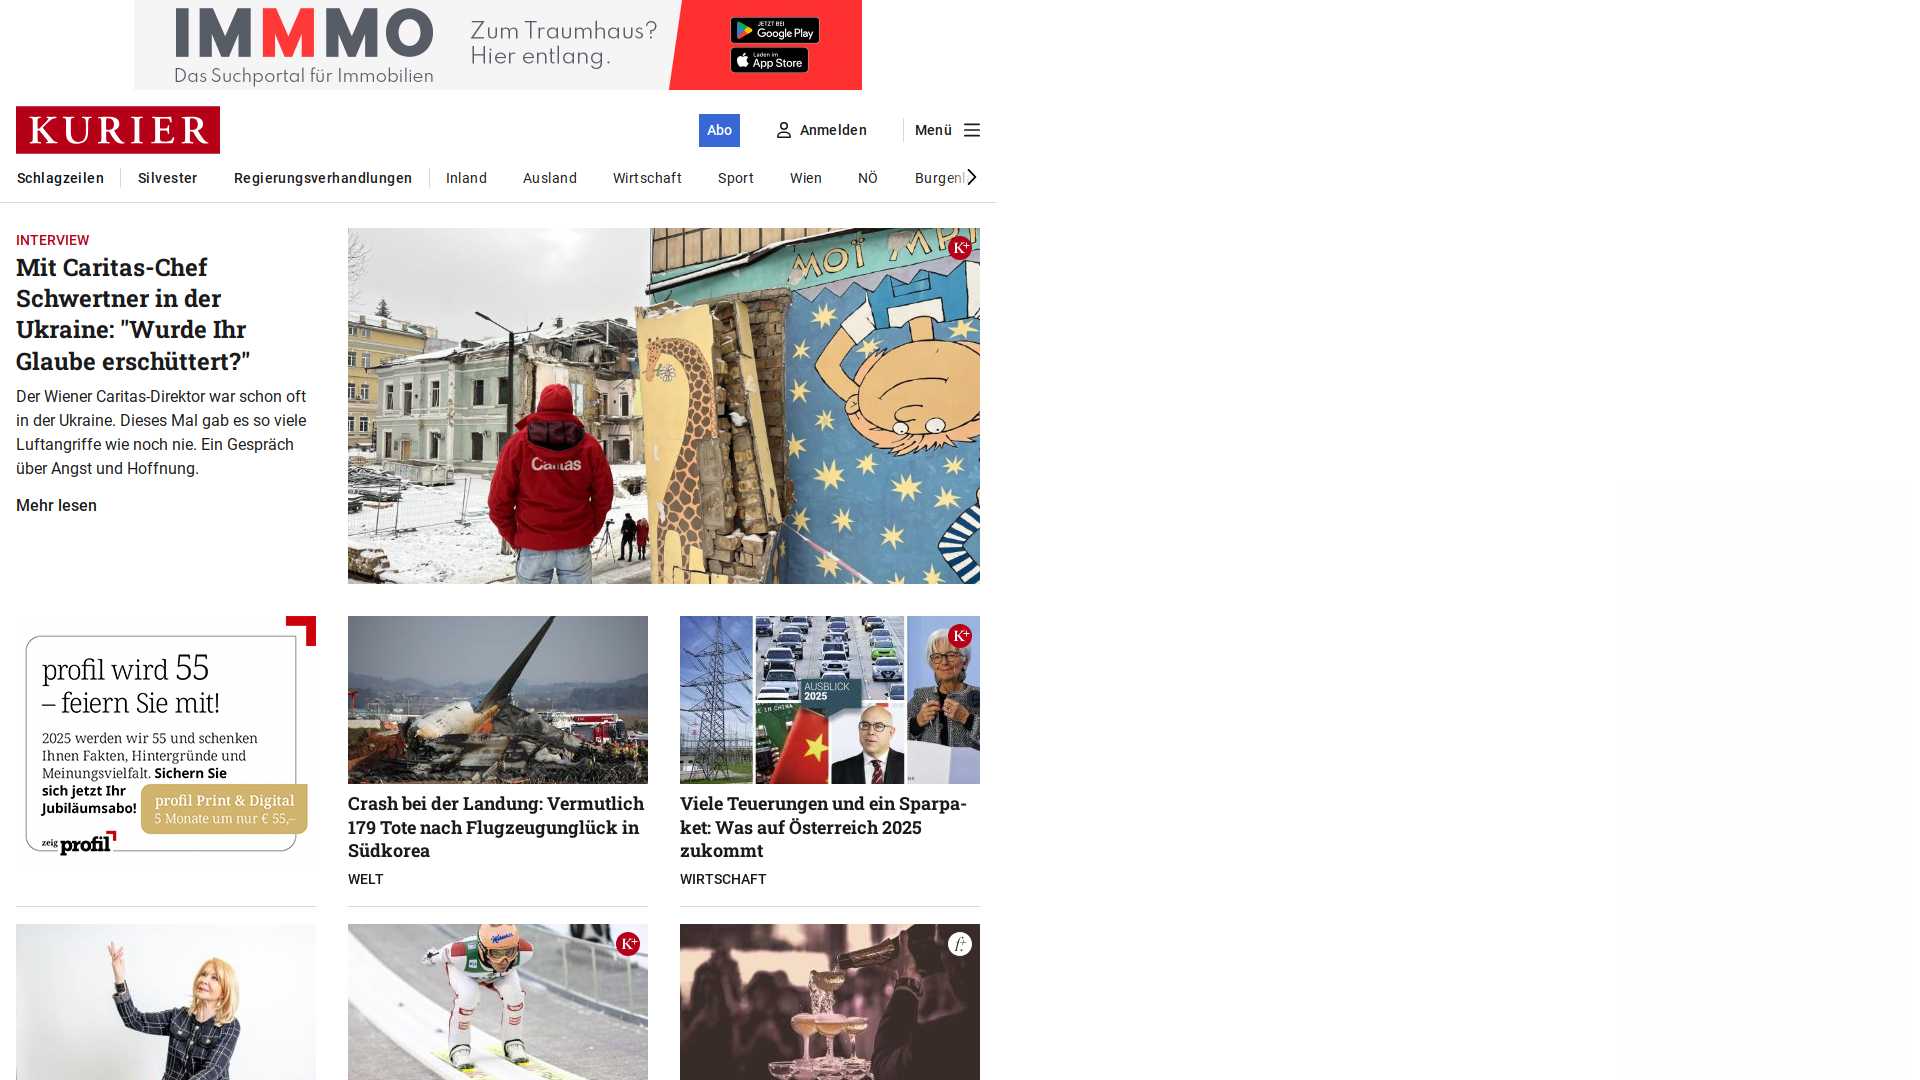 IMMMO
Das Suchportal für Immobilien
Zum Traumhaus?
Hier entlang.
JETZT BEI
Google Play
Laden im
App Store
KURIER
Abo
Anmelden
Menü
Schlagzeilen
Silvester
Regierungsverhandlungen
Inland
Ausland
Wirtschaft
Sport
Wien
NÖ
INTERVIEW
Mit Caritas-Chef
Schwertner in der
Ukraine: "Wurde Ihr
Glaube erschüttert?"
Der Wiener Caritas-Direktor war schon oft
in der Ukraine. Dieses Mal gab es so viele
Luftangriffe wie noch nie. Ein Gespräch
über Angst und Hoffnung.
Mehr lesen
K+
Caritas
profil wird 55
– feiern Sie mit!
2025 werden wir 55 und schenken
Ihnen Fakten, Hintergründe und
Meinungsvielfalt. Sichern Sie
sich jetzt Ihr
Jubiläumsabo!
profil Print & Digital
5 Monate um nur € 55,–
zeig profil
Crash bei der Landung: Vermutlich
179 Tote nach Flugzeugunglück in
Südkorea
WELT
K+
AUSBLICK
2025
Viele Teuerungen und ein Sparpa-
ket: Was auf Österreich 2025
zukommt
WIRTSCHAFT
K+
f+